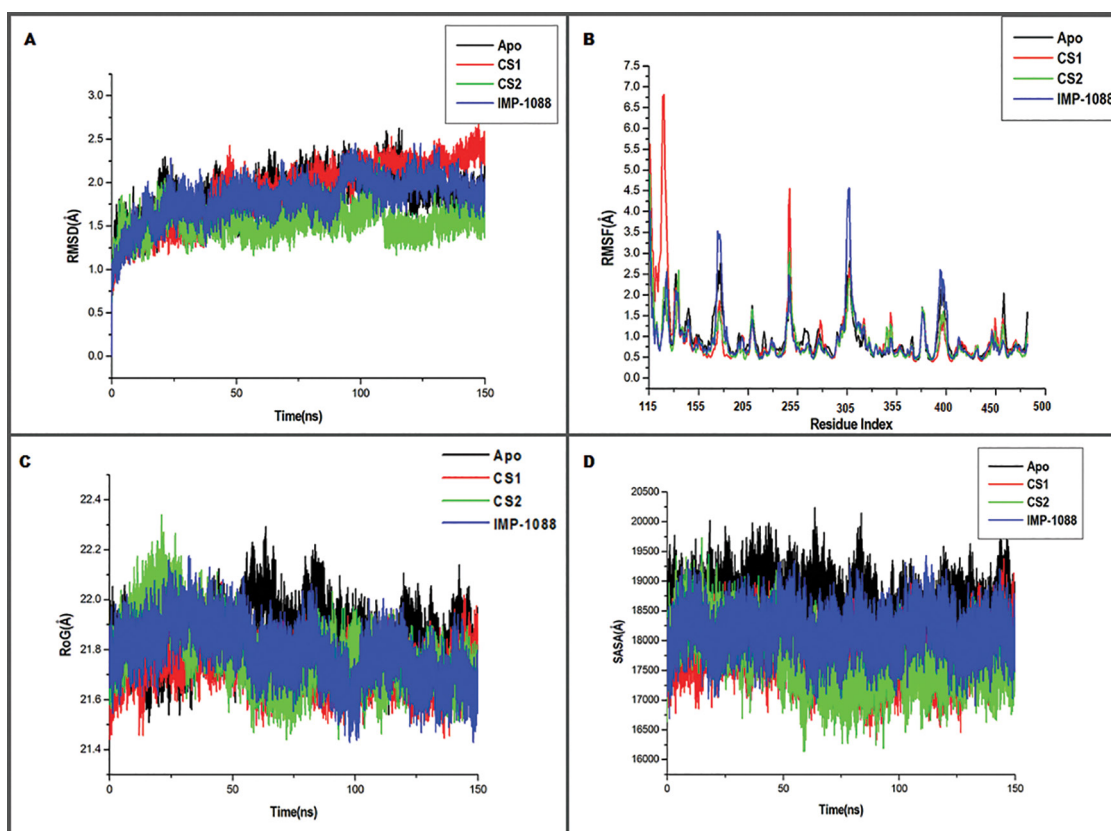 A
Apo
CS1
CS2
IMP-1088
3.0
2.5
2.0
1.5
1.0
0.5
0.0
RMSD(Å)
0
25
50
100
150
Time(ns)
B
Apo
CS1
CS2
IMP-1088
7.5
7.0
6.5
6.0
5.5
5.0
4.5
4.0
3.5
3.0
2.5
2.0
1.5
1.0
0.5
0.0
RMSF(Å)
115
155
205
215
255
305
355
400
450
500
Residue Index
C
Apo
CS1
CS2
IMP-1088
22.4
22.2
22.0
21.8
21.6
21.4
RoG(Å)
0
50
100
150
Time(ns)
D
Apo
CS1
CS2
IMP-1088
20500
20000
19500
19000
18500
18000
17500
17000
16500
16000
15750
SASA(Å)
0
50
100
150
Time(ns)